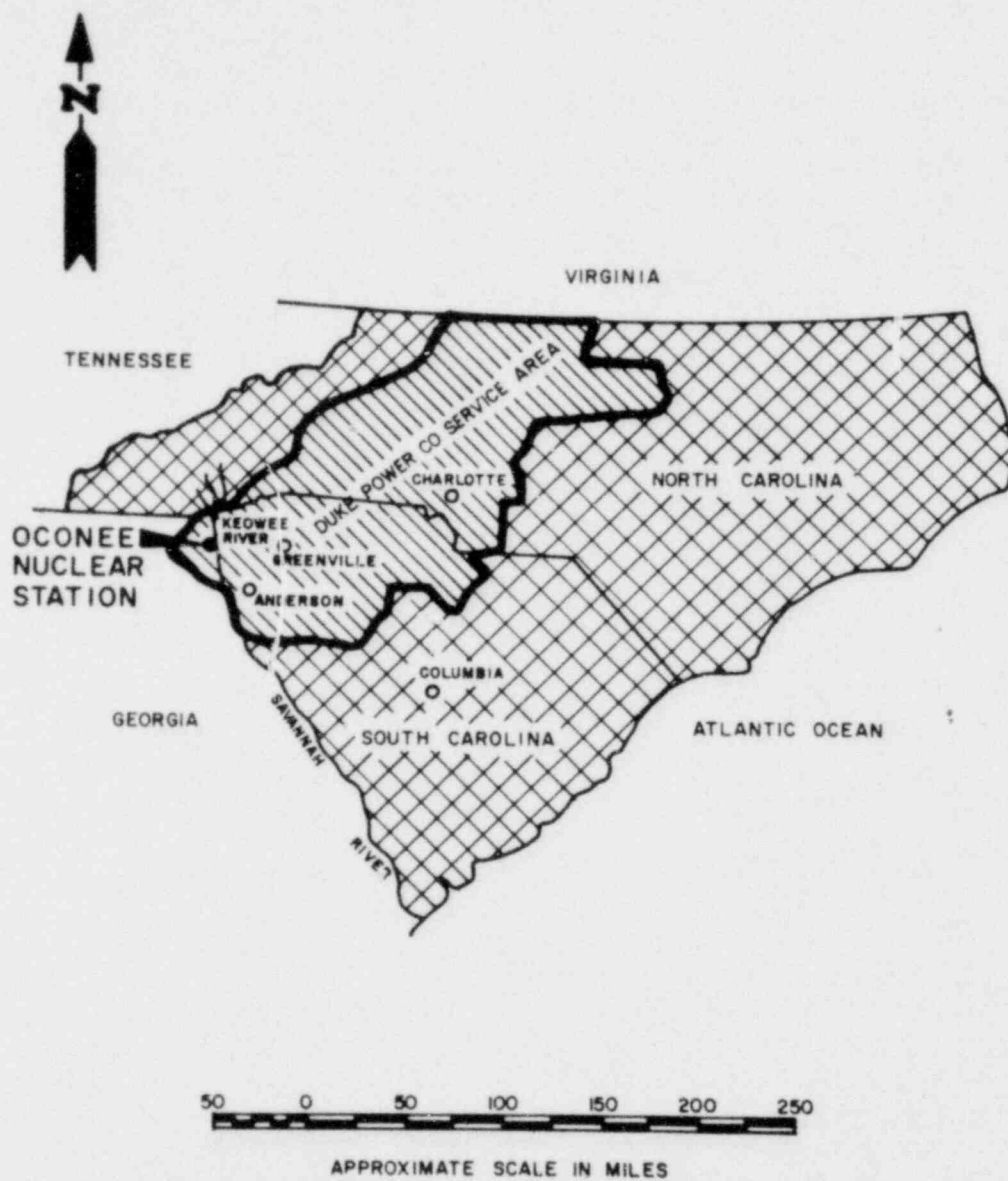 N
VIRGINIA
TENNESSEE
DUKE POWER CO SERVICE AREA
CHARLOTTE
NORTH CAROLINA
KEOWEE
RIVER
OCONEE
NUCLEAR
STATION
GREENVILLE
ANDERSON
COLUMBIA
GEORGIA
SAVANNAH
RIVER
SOUTH CAROLINA
ATLANTIC OCEAN
50 0 50 100 150 200 250
APPROXIMATE SCALE IN MILES